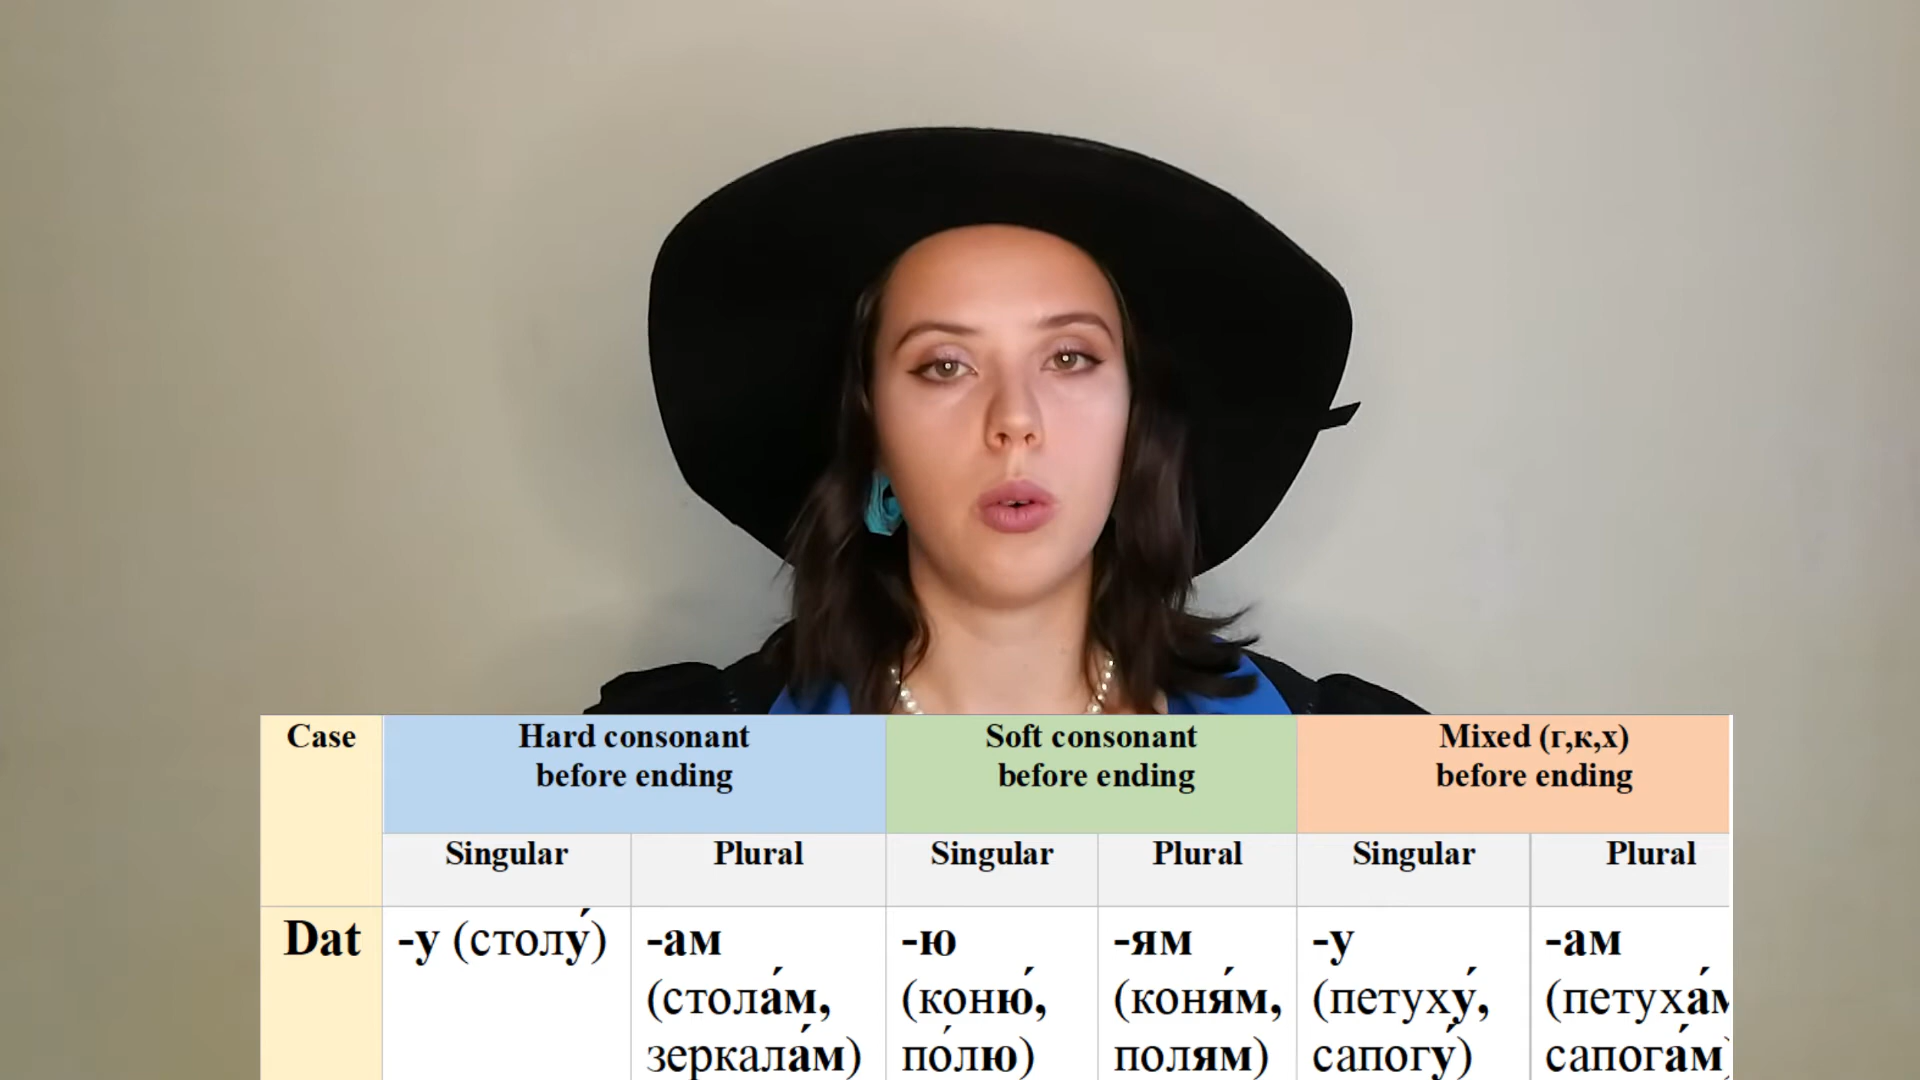 Case
Hard consonant
before ending
Soft consonant
before ending
Mixed (г,к,х)
before ending
Singular
Plural
Singular
Plural
Singular
Plural
Dat
-у (столу́)
-ам
(стола́м,
зеркала́м)
-ю
(коню́,
по́лю)
-ям
(коня́м,
полям)
-у
(петуху́,
сапогу́)
-ам
(петуха́м
сапога́м)